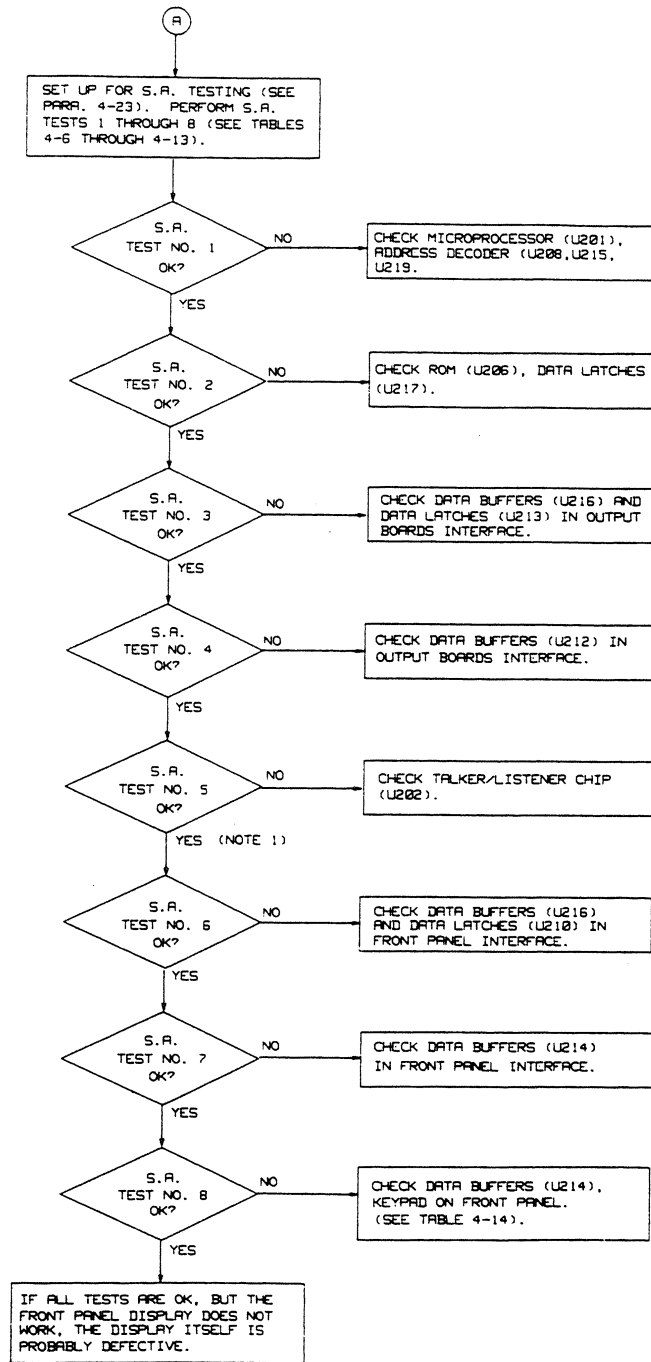 A
SET UP FOR S.A. TESTING (SEE
PARA. 4-23). PERFORM S.A.
TESTS 1 THROUGH 8 (SEE TABLES
4-6 THROUGH 4-13).
S.A.
TEST NO. 1
OK?
NO
CHECK MICROPROCESSOR (U201),
ADDRESS DECODER (U208,U215,
U219.
YES
S.A.
TEST NO. 2
OK?
NO
CHECK ROM (U206), DATA LATCHES
(U217).
YES
S.A.
TEST NO. 3
OK?
NO
CHECK DATA BUFFERS (U216) AND
DATA LATCHES (U213) IN OUTPUT
BOARDS INTERFACE.
YES
S.A.
TEST NO. 4
OK?
NO
CHECK DATA BUFFERS (U212) IN
OUTPUT BOARDS INTERFACE.
YES
S.A.
TEST NO. 5
OK?
NO
CHECK TALKER/LISTENER CHIP
(U202).
YES (NOTE 1)
S.A.
TEST NO. 6
OK?
NO
CHECK DATA BUFFERS (U216)
AND DATA LATCHES (U210) IN
FRONT PANEL INTERFACE.
YES
S.A.
TEST NO. 7
OK?
NO
CHECK DATA BUFFERS (U214)
IN FRONT PANEL INTERFACE.
YES
S.A.
TEST NO. 8
OK?
NO
CHECK DATA BUFFERS (U214),
KEYPAD ON FRONT PANEL.
(SEE TABLE 4-14).
YES
IF ALL TESTS ARE OK, BUT THE
FRONT PANEL DISPLAY DOES NOT
WORK, THE DISPLAY ITSELF IS
PROBABLY DEFECTIVE.